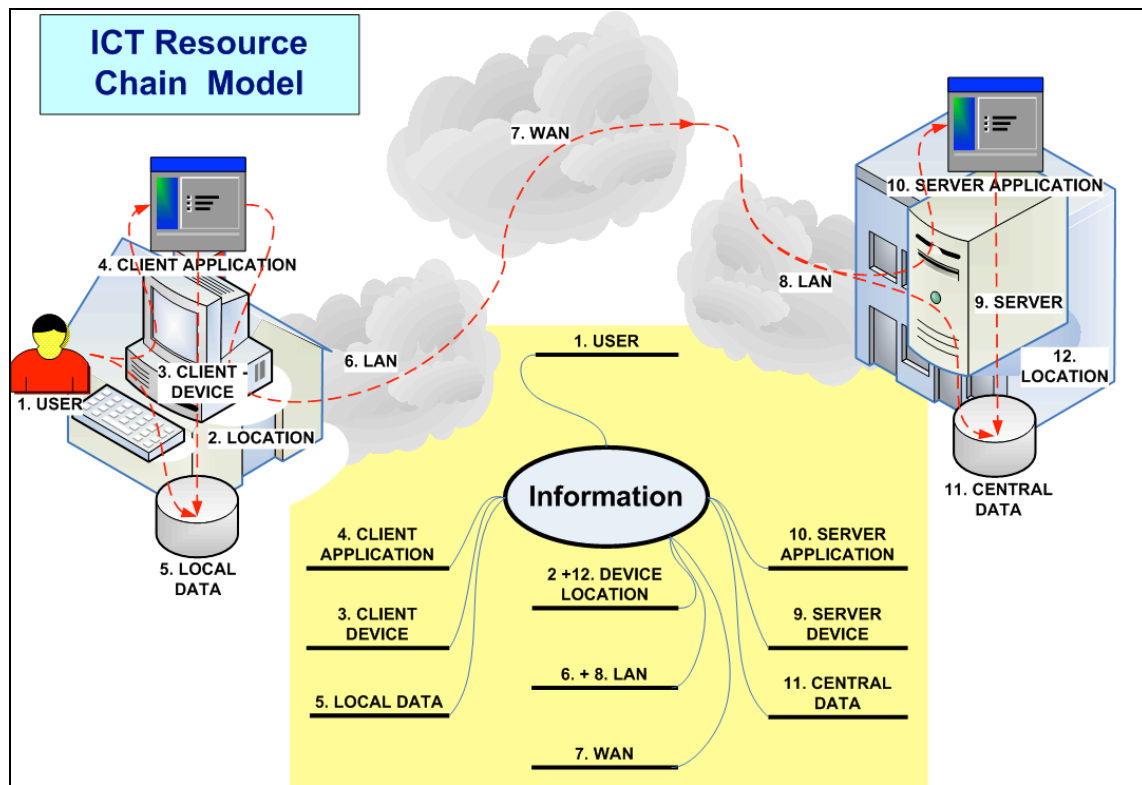 ICT Resource
Chain  Model
7. WAN
10. SERVER APPLICATION
4. CLIENT APPLICATION
8. LAN
9. SERVER
12.
LOCATION
6. LAN
1. USER
3. CLIENT -
DEVICE
1. USER
2. LOCATION
11. CENTRAL
DATA
5. LOCAL
DATA
Information
4. CLIENT
APPLICATION
2 +12. DEVICE
LOCATION
10. SERVER
APPLICATION
3. CLIENT
DEVICE
9. SERVER
DEVICE
5. LOCAL DATA
6. + 8. LAN
11. CENTRAL
DATA
7. WAN